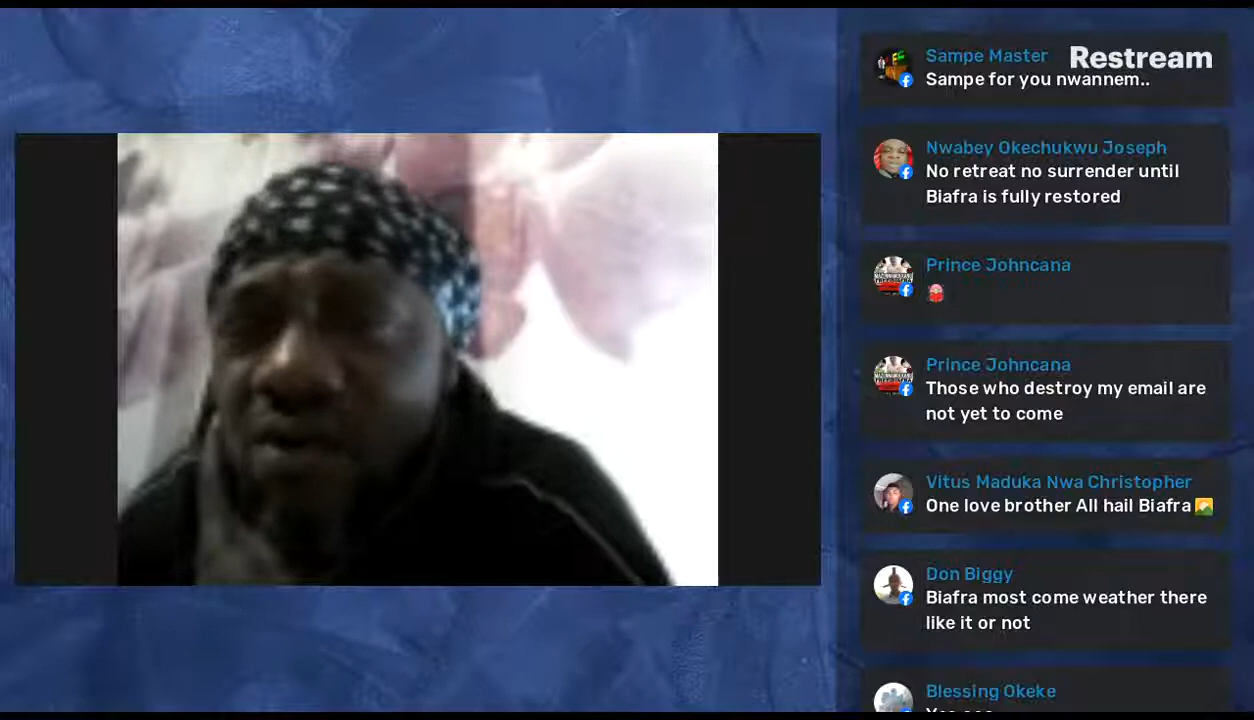 Restream
Sampe Master
Sampe for you nwannem..
Nwabey Okechukwu Joseph
No retreat no surrender until
Biafra is fully restored
Prince Johncana
Prince Johncana
Those who destroy my email are
not yet to come
Vitus Maduka Nwa Christopher
One love brother All hail Biafra
Don Biggy
Biafra most come weather there
like it or not
Blessing Okeke